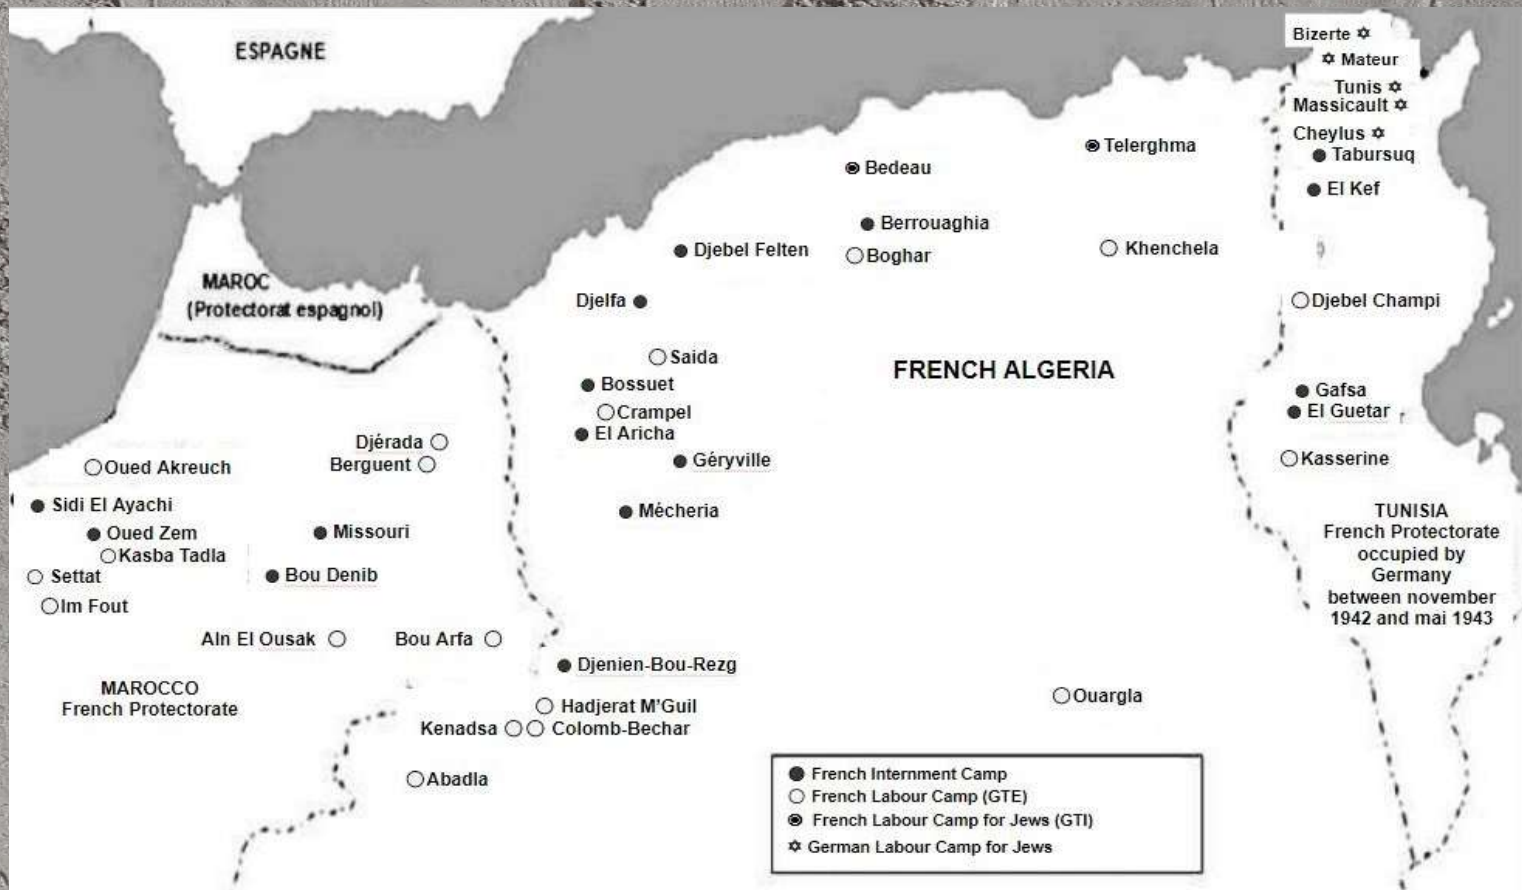 ESPAGNE
Bizerte
Mateur
Tunis
Massicault
Cheylus
Tabursuq
El Kef
Telerghma
Bedeau
Berrouaghia
Boghar
Khenchela
Djebel Felten
MAROC
(Protectorat espagnol)
Djelfa
Djebel Champi
Saida
FRENCH ALGERIA
Bossuet
Crampel
El Aricha
Gafsa
El Guetar
Djérada
Berguent
Géryville
Kasserine
Oued Akreuch
Sidi El Ayachi
Mécheria
Oued Zem
Missouri
Kasba Tadla
Settat
Bou Denib
Im Fout
TUNISIA
French Protectorate
occupied by
Germany
between november
1942 and mai 1943
Aln El Ousak
Bou Arfa
Djenien-Bou-Rezg
MAROCCO
French Protectorate
Ouargla
Hadjerat M'Guil
Kenadsa
Colomb-Bechar
Abadla
French Internment Camp
French Labour Camp (GTE)
French Labour Camp for Jews (GTI)
German Labour Camp for Jews